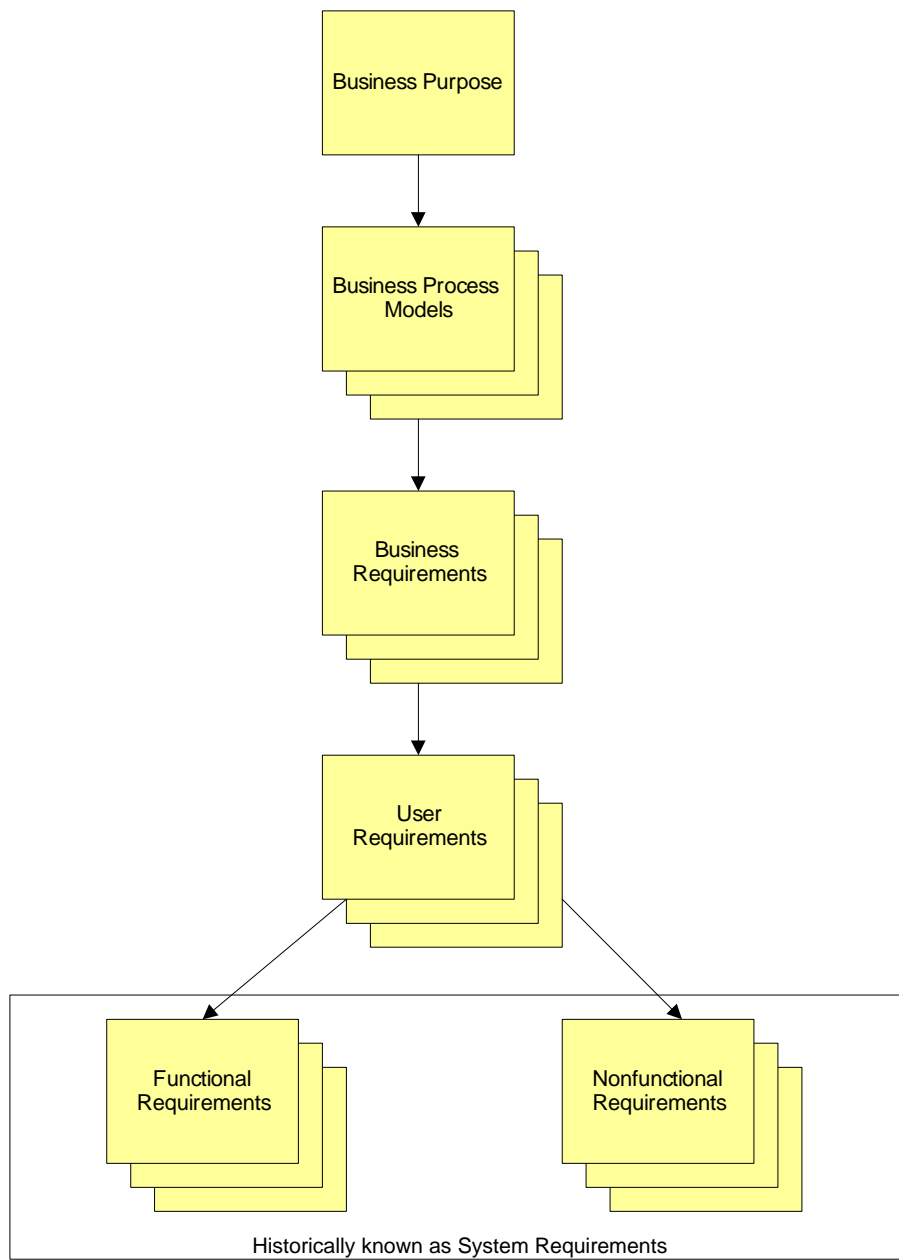 Business Purpose
Business Process
Models
Business
Requirements
User
Requirements
Functional
Requirements
Nonfunctional
Requirements
Historically known as System Requirements